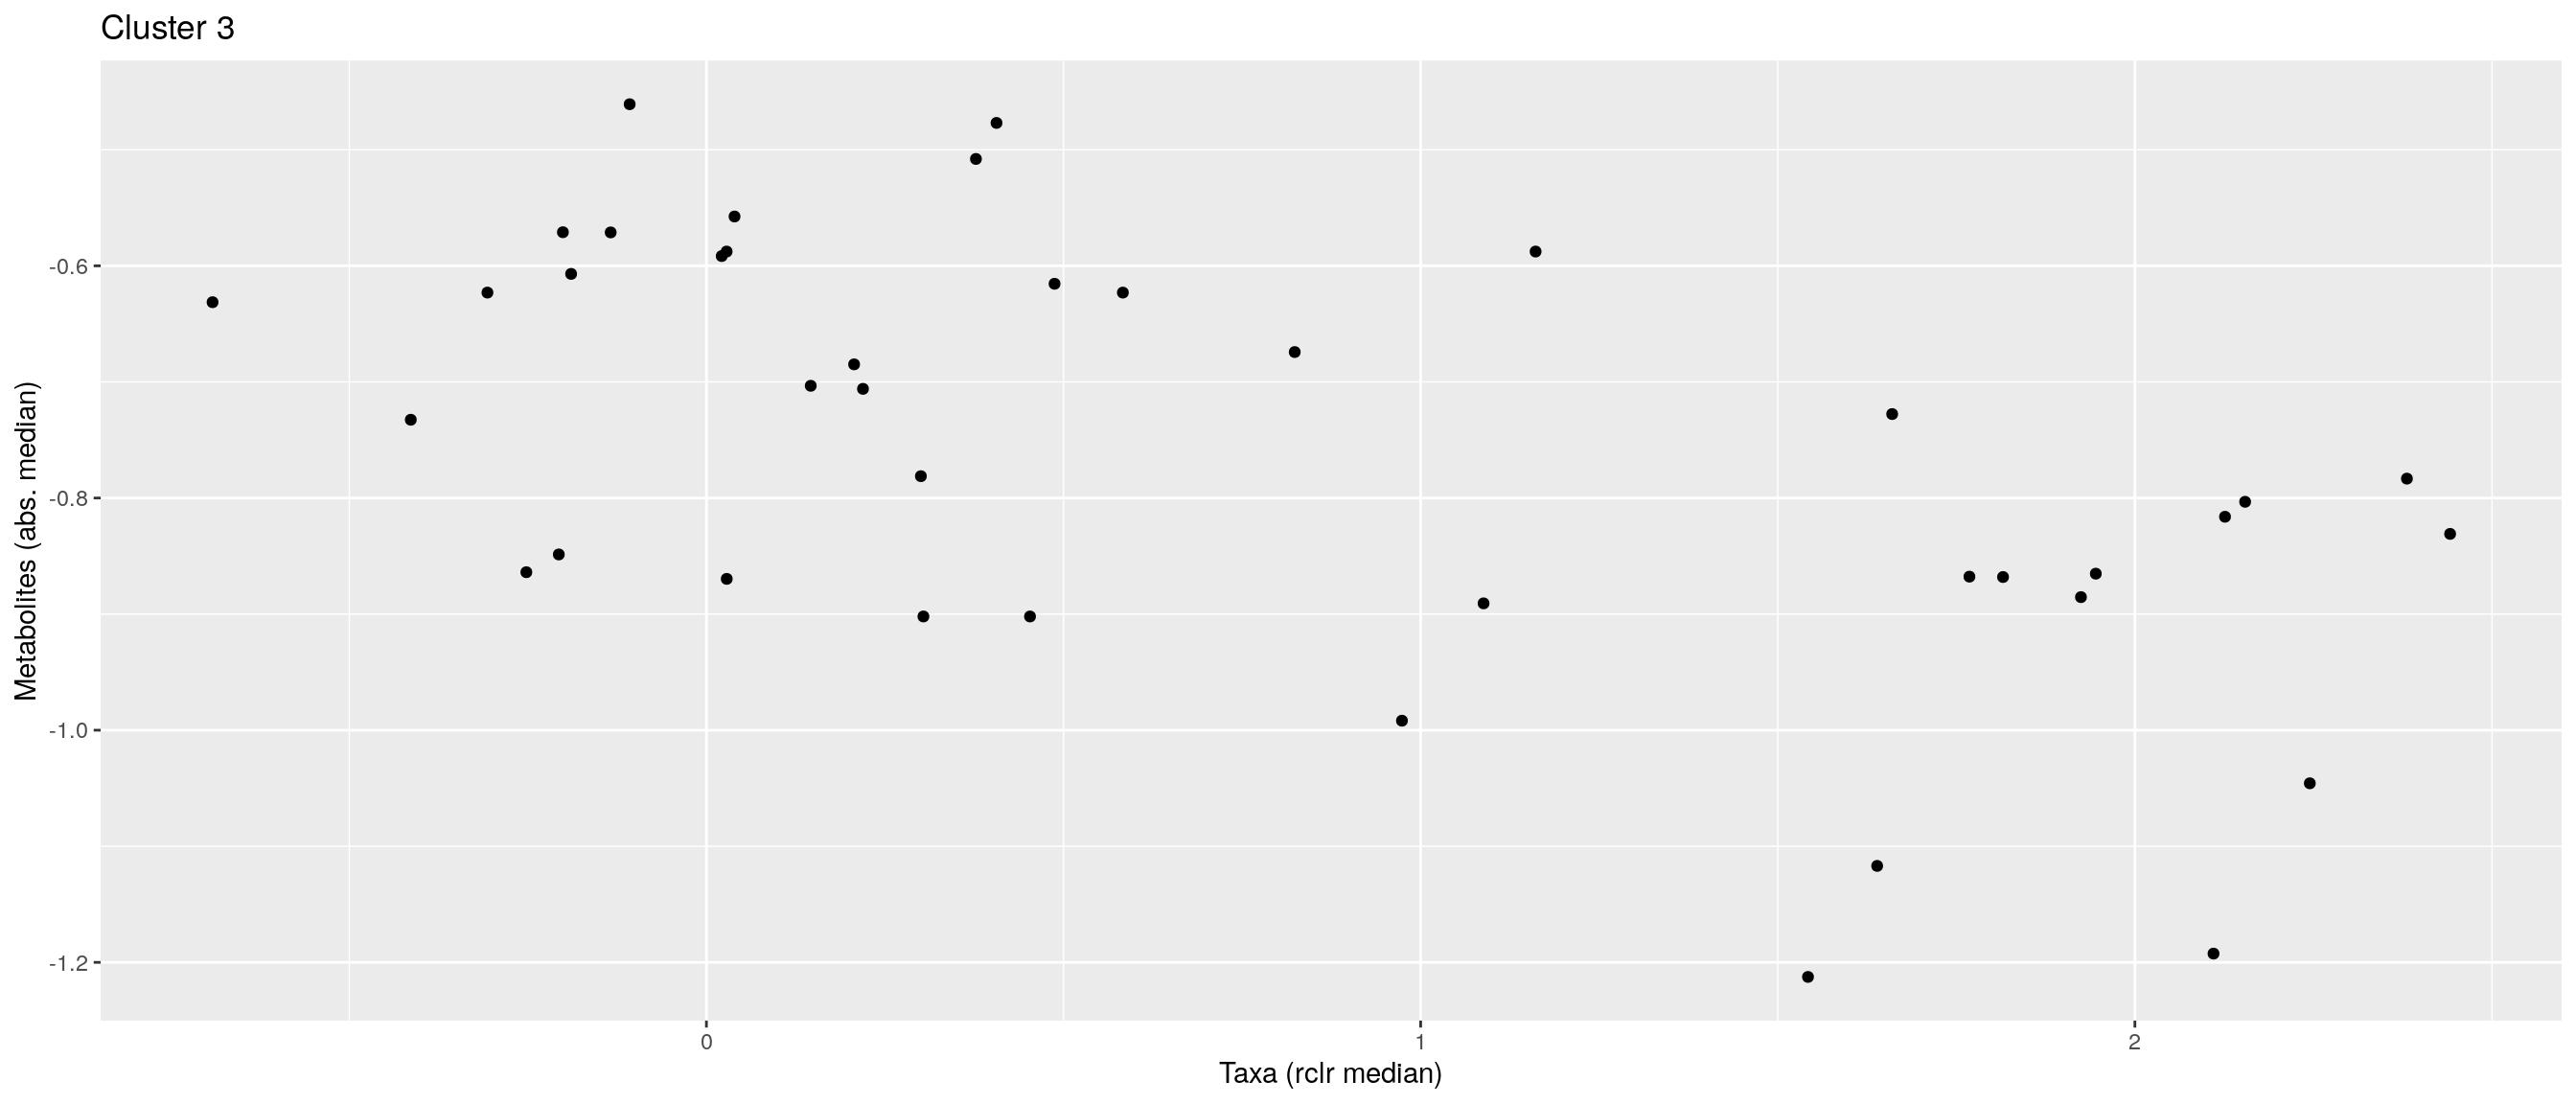 Cluster 3
Metabolites (abs. median)
-0.6
-0.8
-1.0
-1.2
0
1
2
Taxa (rclr median)